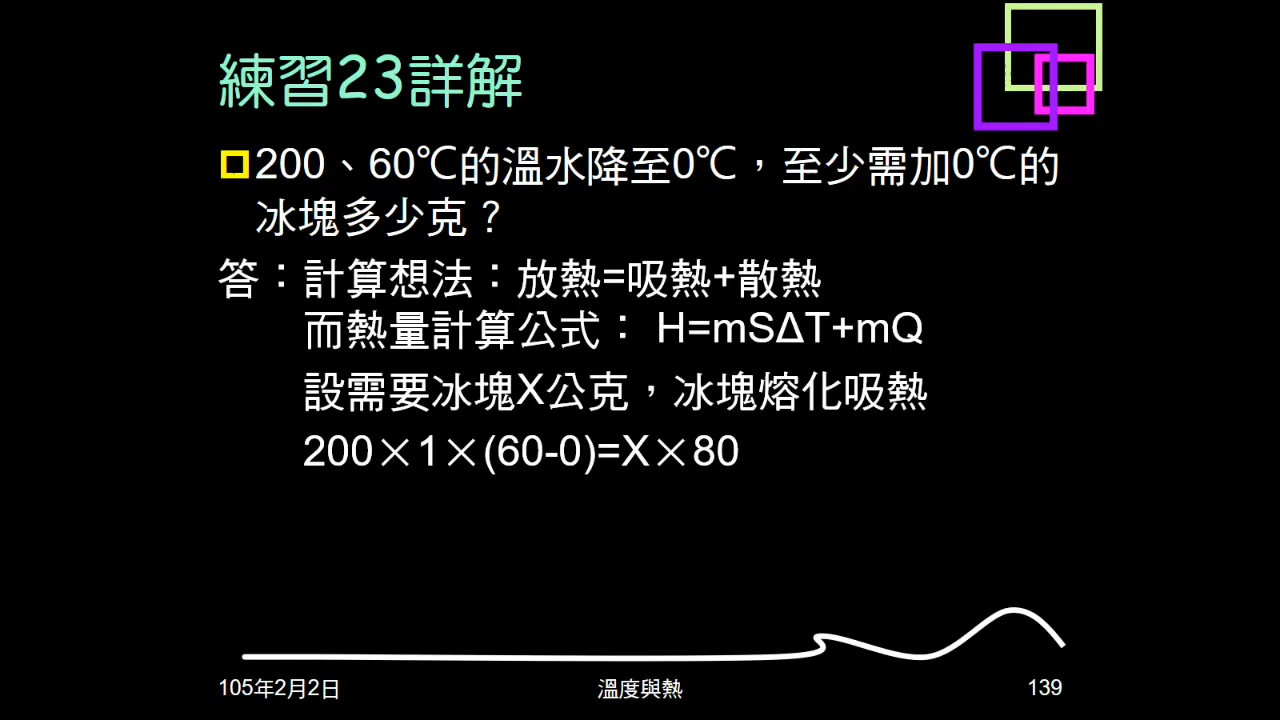 練習23詳解
200、60℃的溫水降至0℃，至少需加0℃的
冰塊多少克？
答：計算想法：放熱=吸熱+散熱
而熱量計算公式： H=mSΔT+mQ
設需要冰塊X公克，冰塊熔化吸熱
200×1×(60-0)=X×80
105年2月2日
溫度與熱
139